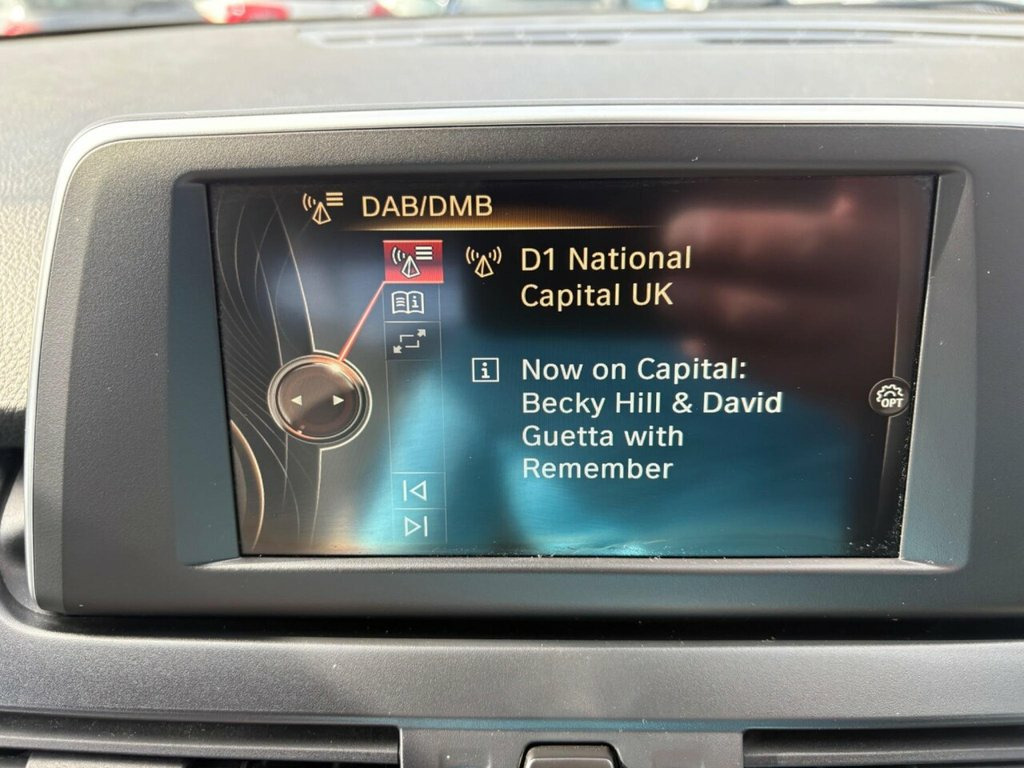 DAB/DMB
D1 National
Capital UK
i
Now on Capital:
Becky Hill & David
Guetta with
Remember
OPT